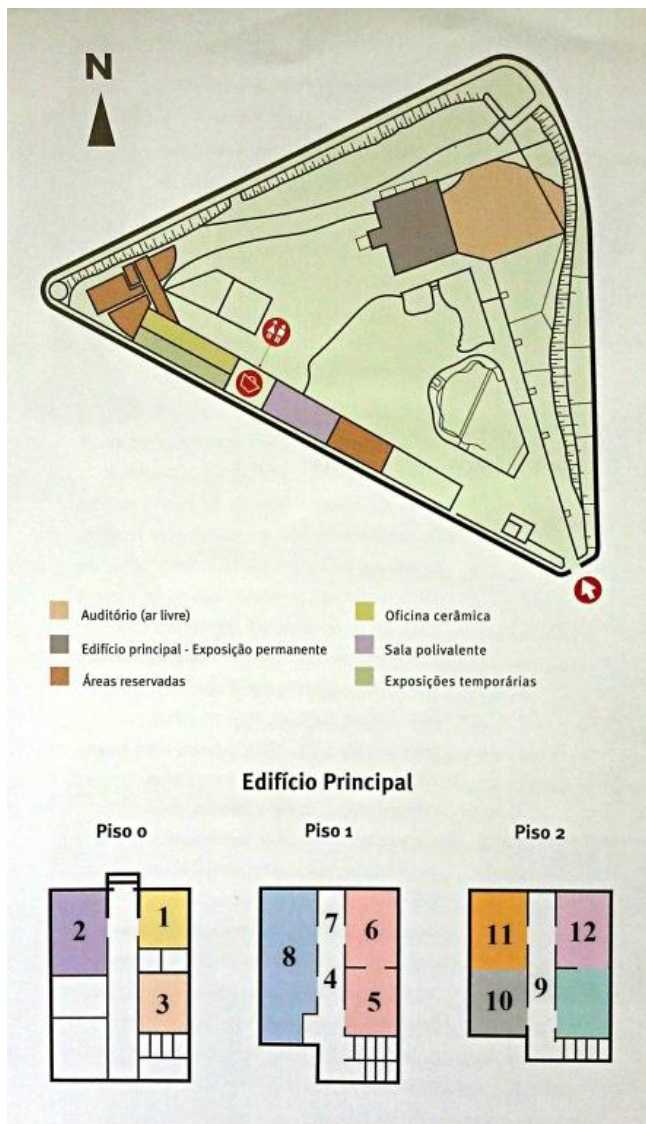 N
Auditório (ar livre)
Edifício principal - Exposição permanente
Áreas reservadas
Oficina cerâmica
Sala polivalente
Exposições temporárias
Edifício Principal
Piso 0
Piso 1
Piso 2
2
1
3
8
7
6
4
5
11
12
10
9